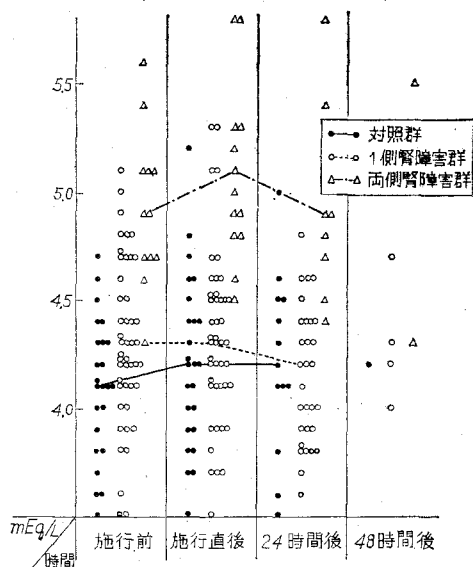 5,5
5,0
4,5
4,0
対照群
1側腎障害群
両側腎障害群
mEq/L
時間
施行前
施行直後
24時間後
48時間後